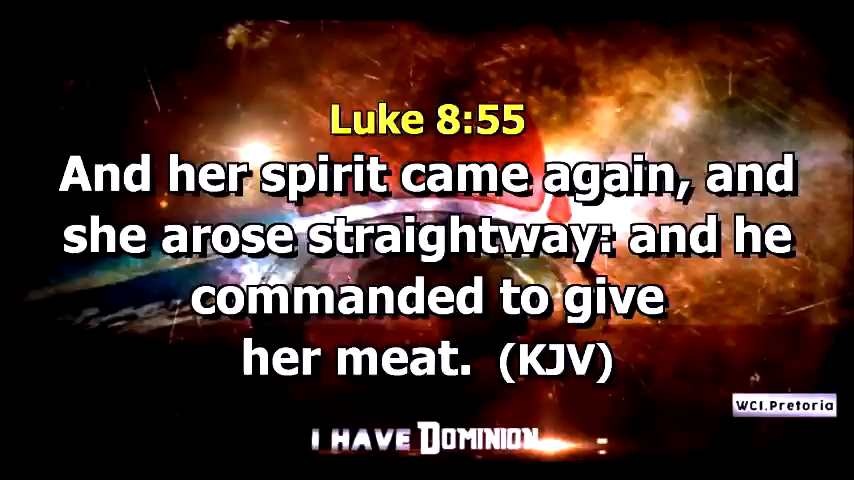 Luke 8:55
And her spirit came again, and
she arose straightway: and he
commanded to give
her meat. (KJV)
WCI.Pretoria
I HAVE DOMINION